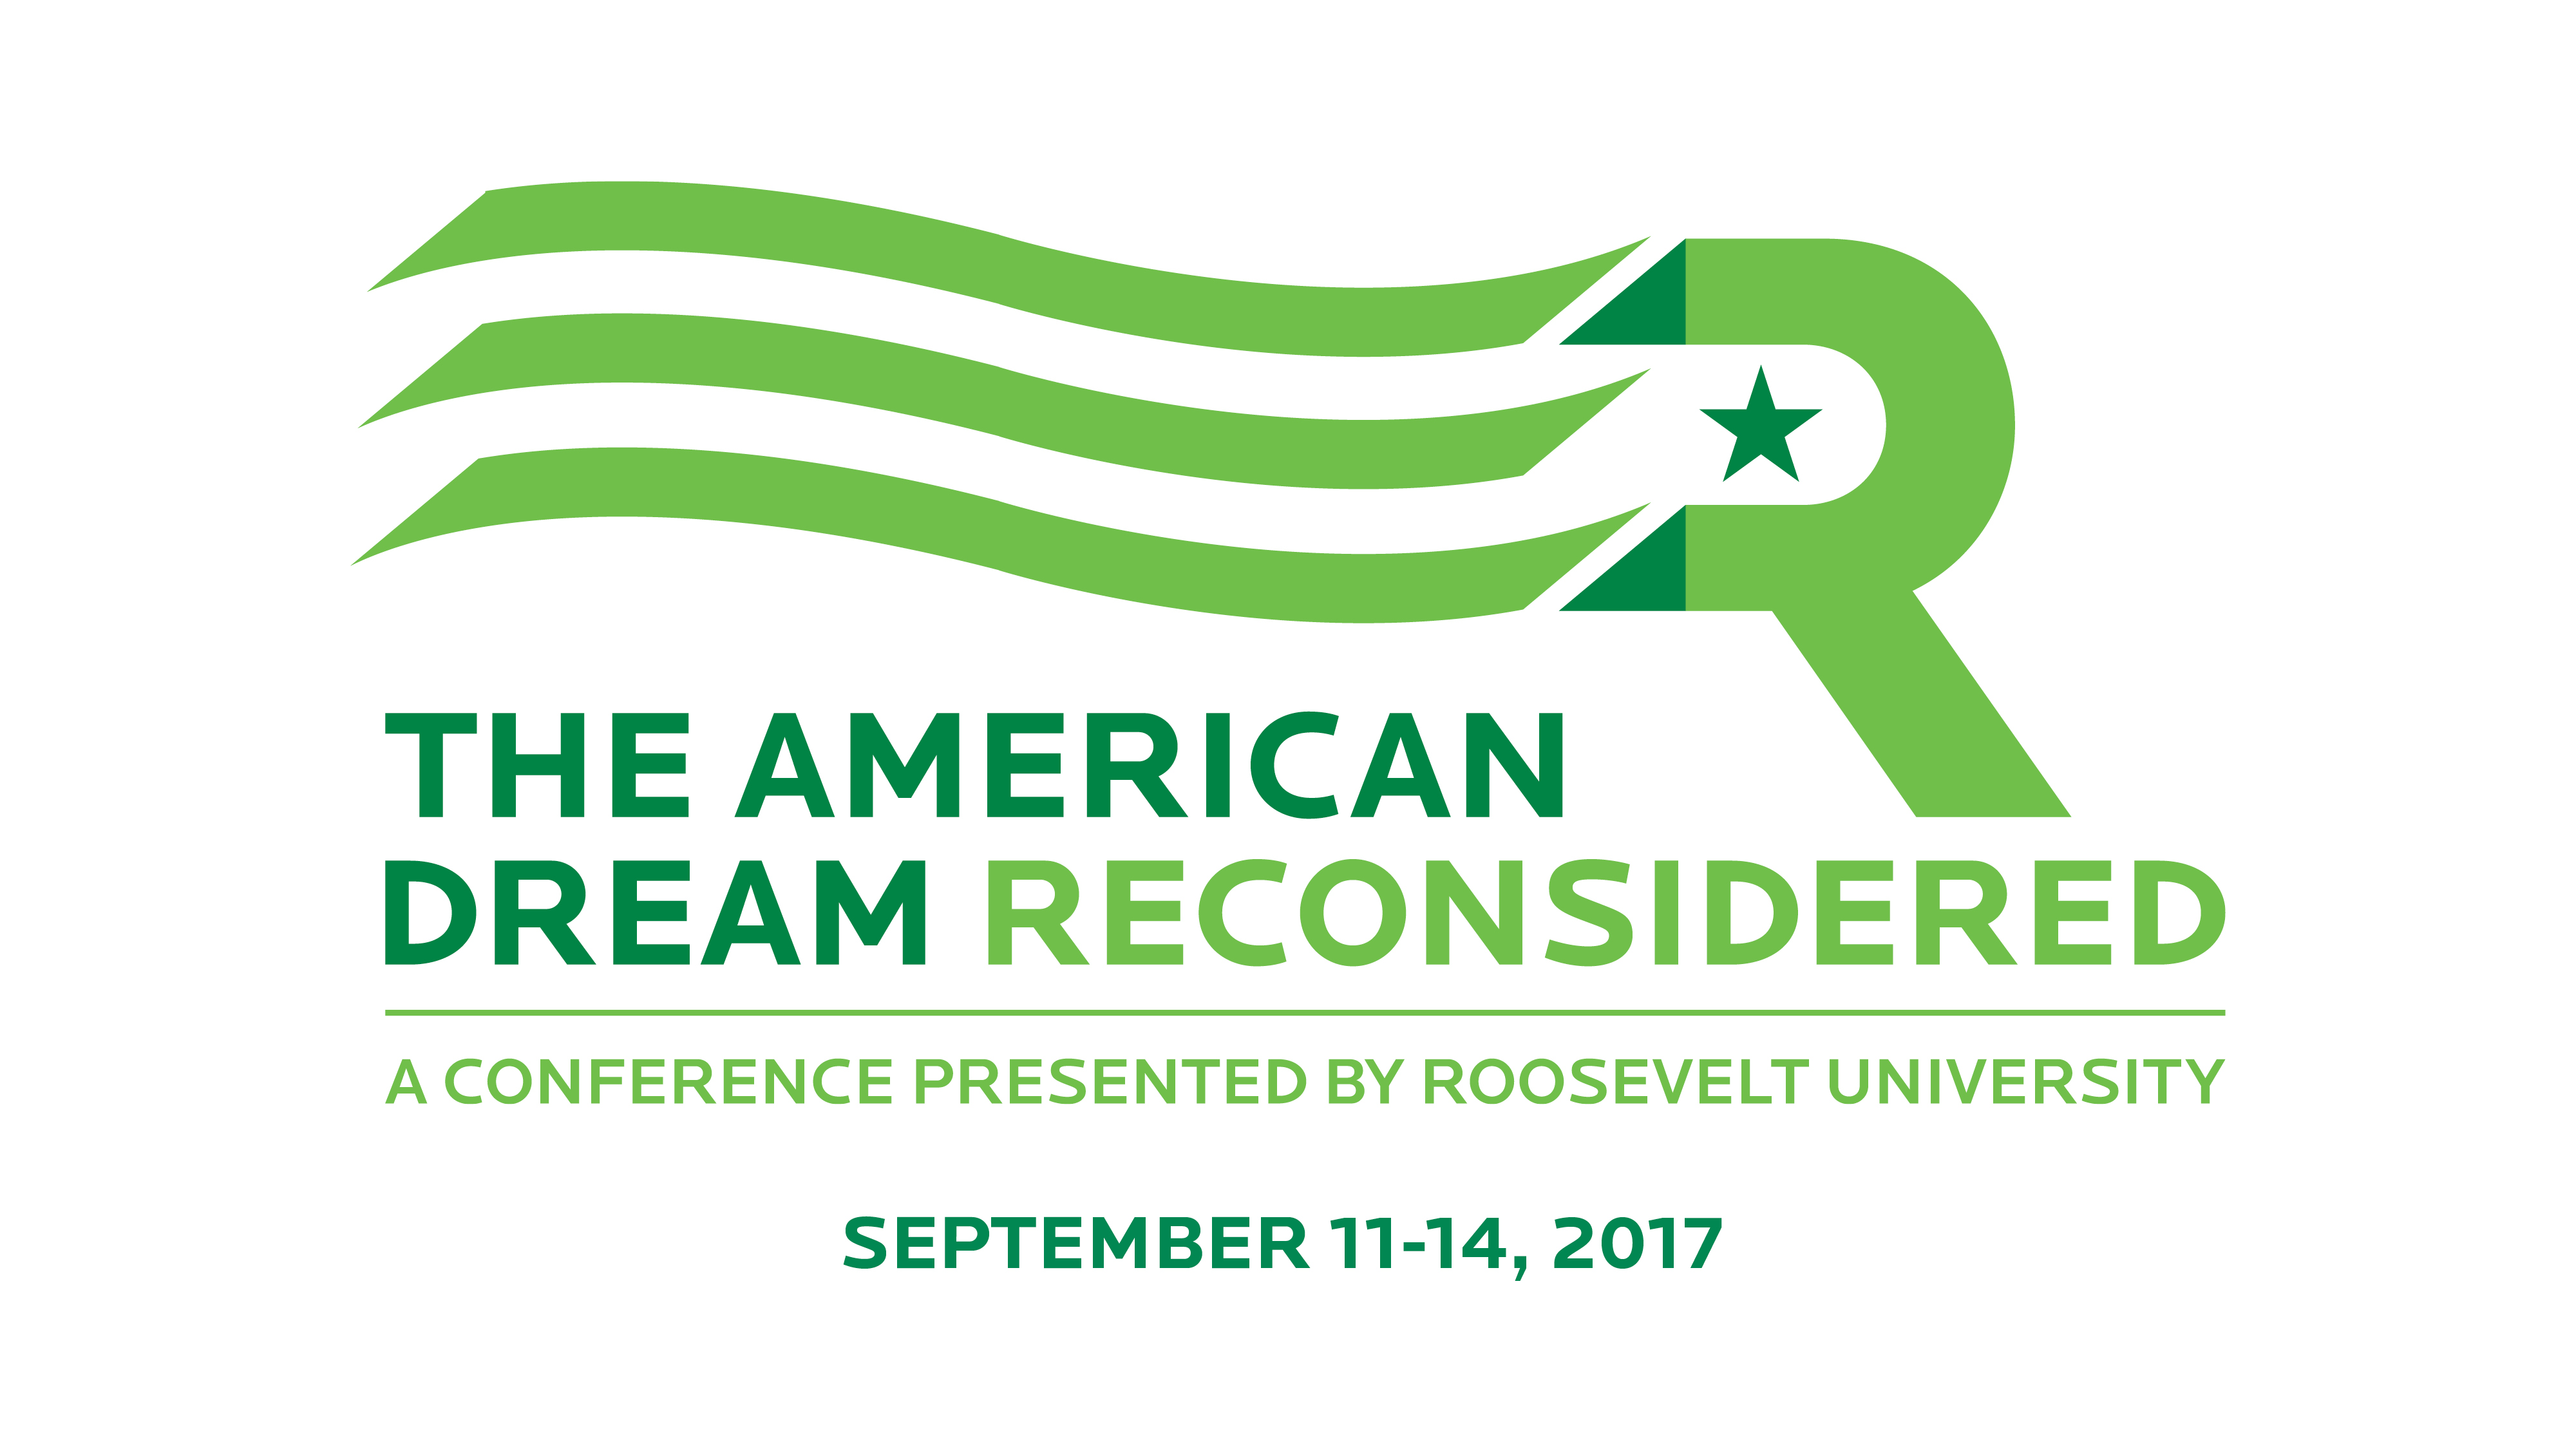 R
THE AMERICAN
DREAM RECONSIDERED
A CONFERENCE PRESENTED BY ROOSEVELT UNIVERSITY
SEPTEMBER 11-14, 2017